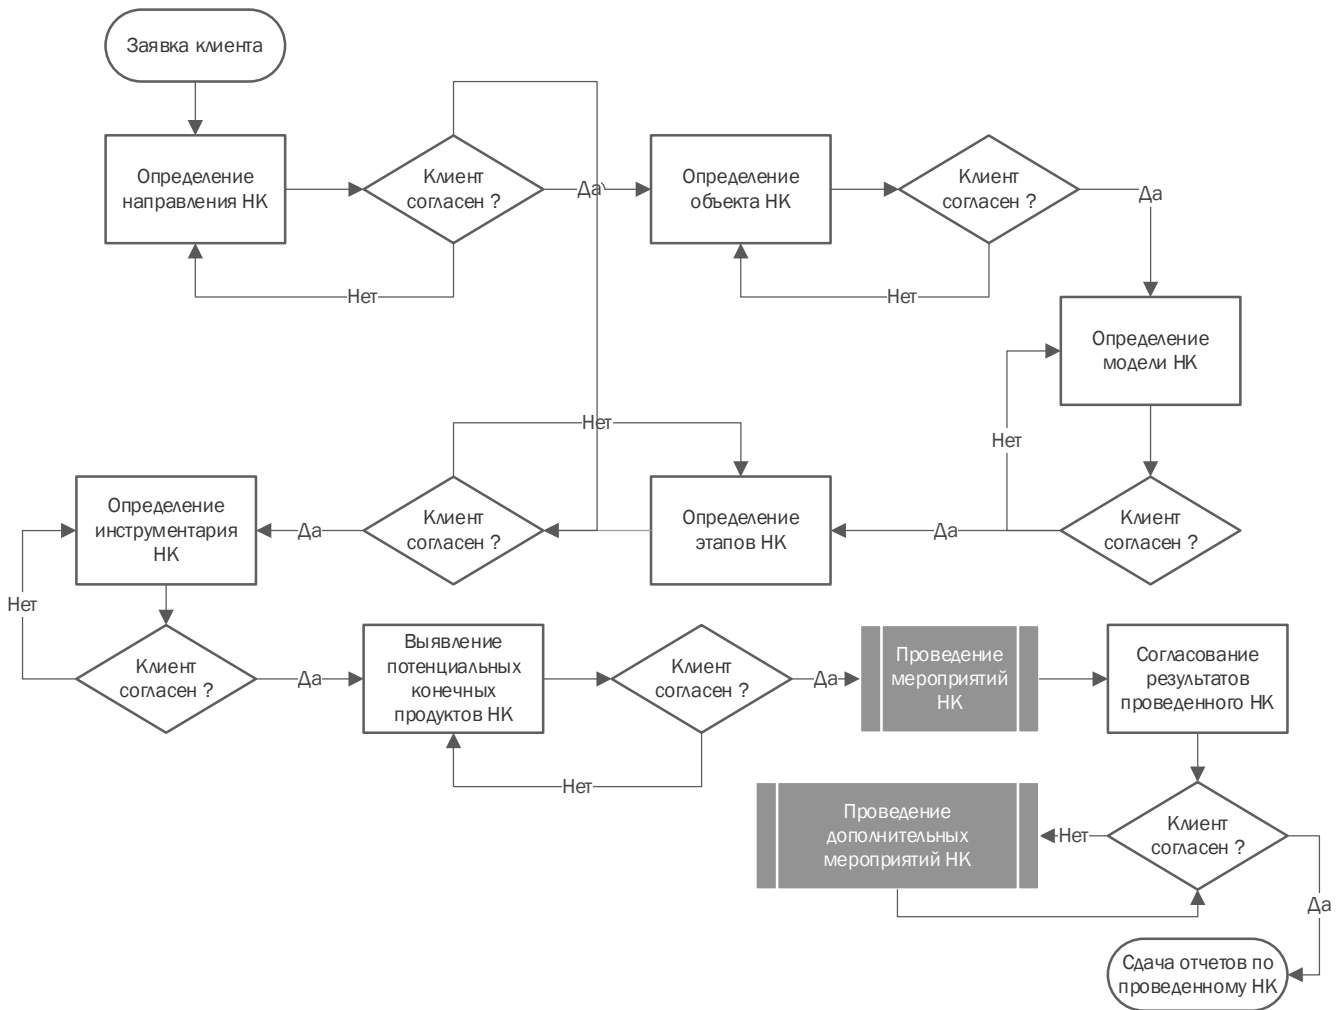 Заявка клиента
Определение
направления НК
Клиент
согласен ?
Да
Нет
Определение
объекта НК
Клиент
согласен ?
Да
Нет
Определение
модели НК
Нет
Клиент
согласен ?
Да
Определение
этапов НК
Нет
Клиент
согласен ?
Да
Определение
инструментария
НК
Нет
Клиент
согласен ?
Да
Выявление
потенциальных
конечных
продуктов НК
Клиент
согласен ?
Нет
Да
Проведение
мероприятий
НК
Согласование
результатов
проведенного НК
Клиент
согласен ?
Нет
Проведение
дополнительных
мероприятий НК
Да
Сдача отчетов по
проведенному НК